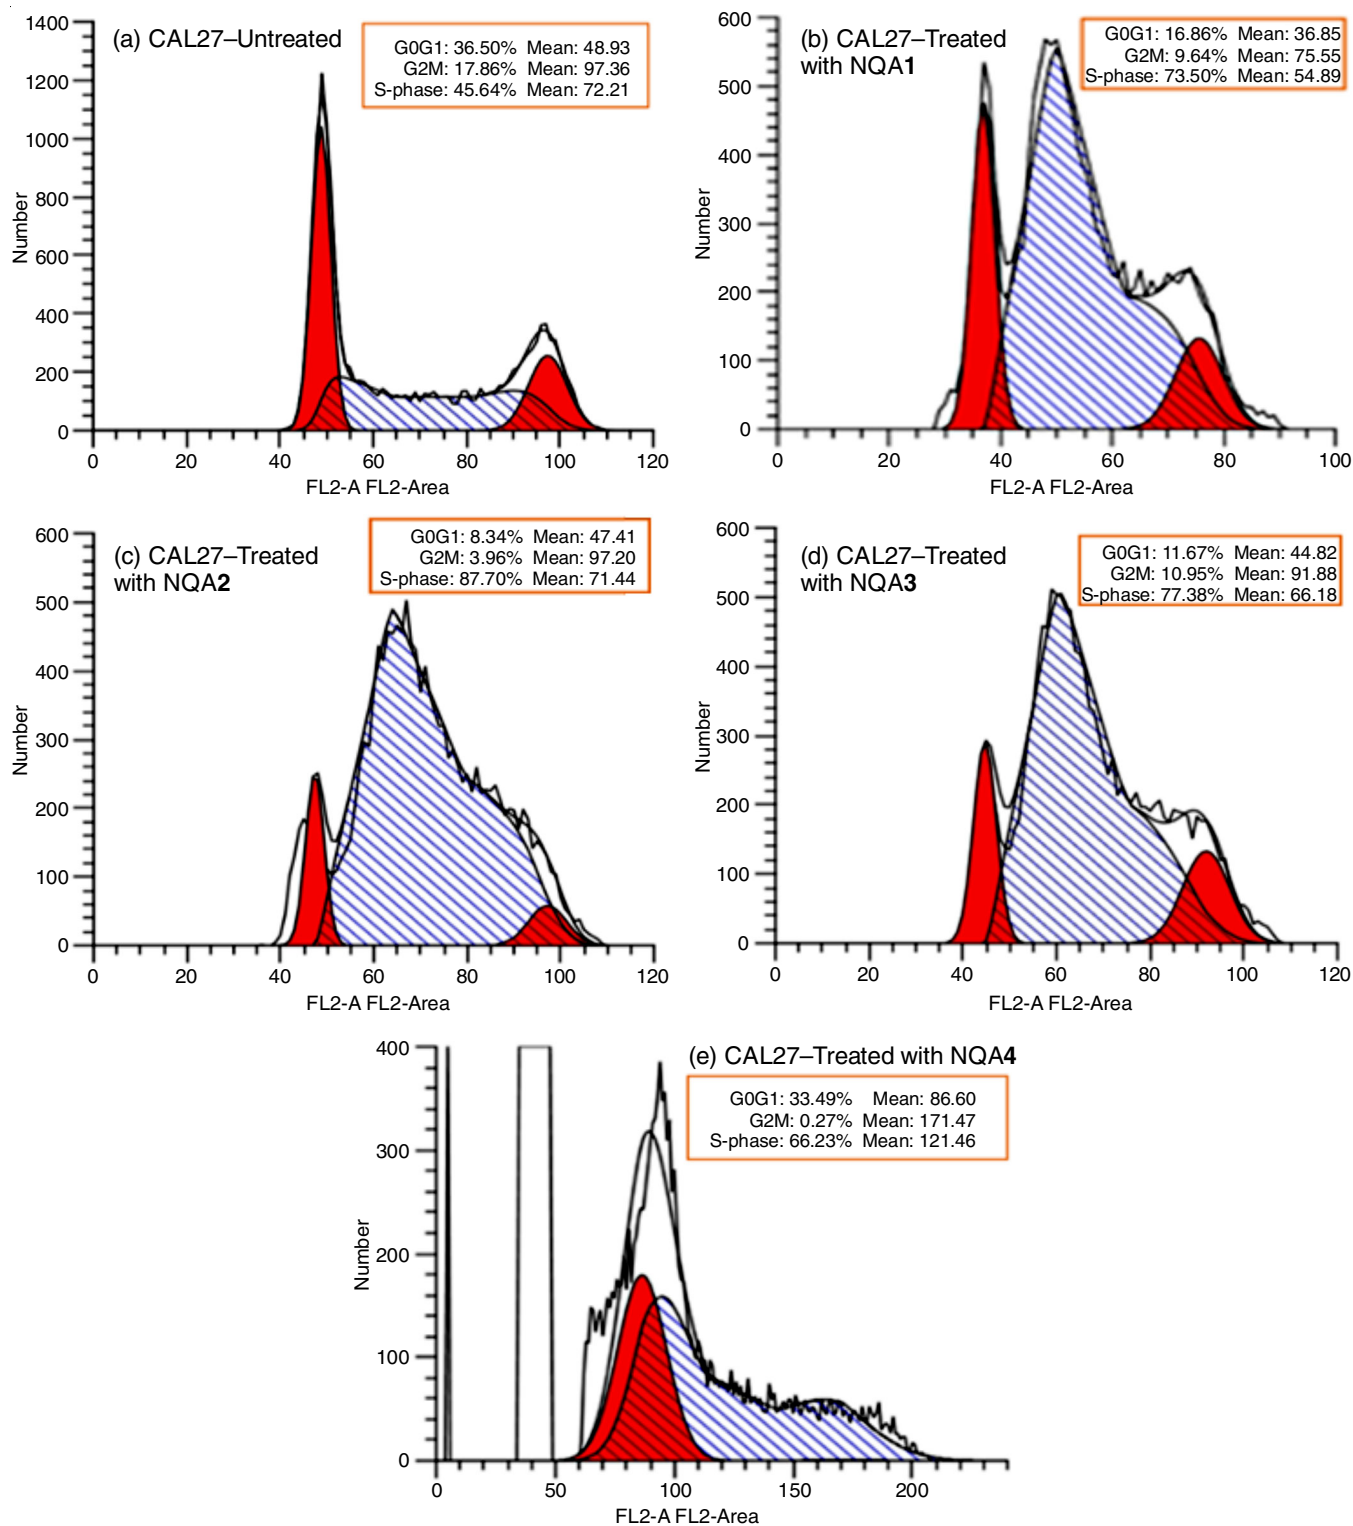 (a) CAL27–Untreated
G0G1: 36.50% Mean: 48.93
G2M: 17.86% Mean: 97.36
S-phase: 45.64% Mean: 72.21
1400
1200
1000
800
600
400
200
0
Number
0 20 40 60 80 100 120
FL2-A FL2-Area
(b) CAL27–Treated
with NQA1
G0G1: 16.86% Mean: 36.85
G2M: 9.64% Mean: 75.55
S-phase: 73.50% Mean: 54.89
600
500
400
300
200
100
0
Number
0 20 40 60 80 100
FL2-A FL2-Area
(c) CAL27–Treated
with NQA2
G0G1: 8.34% Mean: 47.41
G2M: 3.96% Mean: 97.20
S-phase: 87.70% Mean: 71.44
600
500
400
300
200
100
0
Number
0 20 40 60 80 100 120
FL2-A FL2-Area
(d) CAL27–Treated
with NQA3
G0G1: 11.67% Mean: 44.82
G2M: 10.95% Mean: 91.88
S-phase: 77.38% Mean: 66.18
600
500
400
300
200
100
0
Number
0 20 40 60 80 100 120
FL2-A FL2-Area
(e) CAL27–Treated with NQA4
G0G1: 33.49% Mean: 86.60
G2M: 0.27% Mean: 171.47
S-phase: 66.23% Mean: 121.46
400
300
200
100
0
Number
0 50 100 150 200
FL2-A FL2-Area